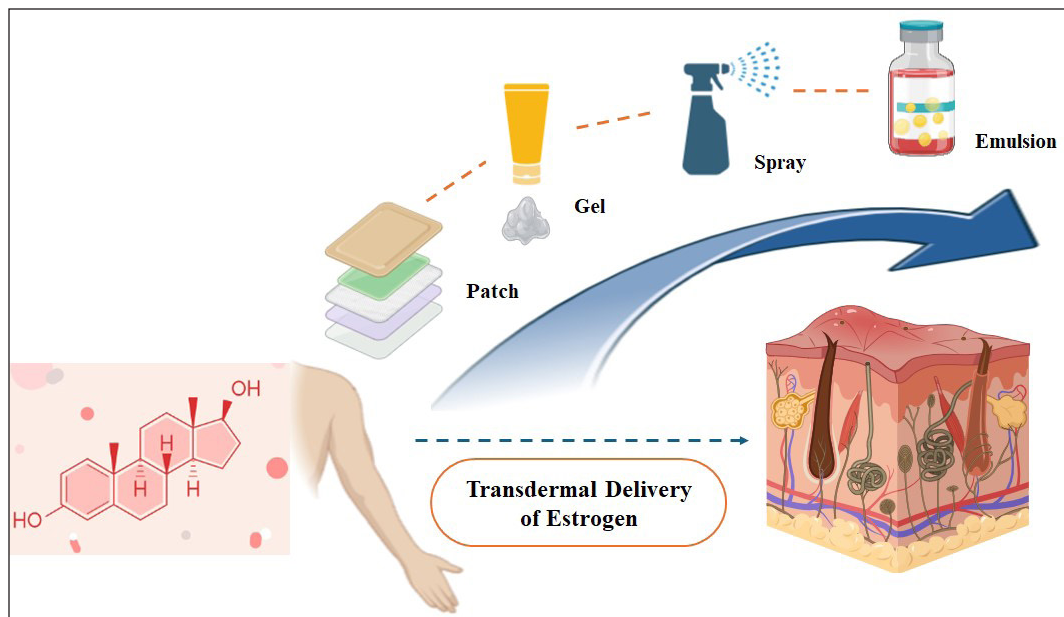 Emulsion
Spray
Gel
Patch
OH
H
H
H
HO
Transdermal Delivery
of Estrogen